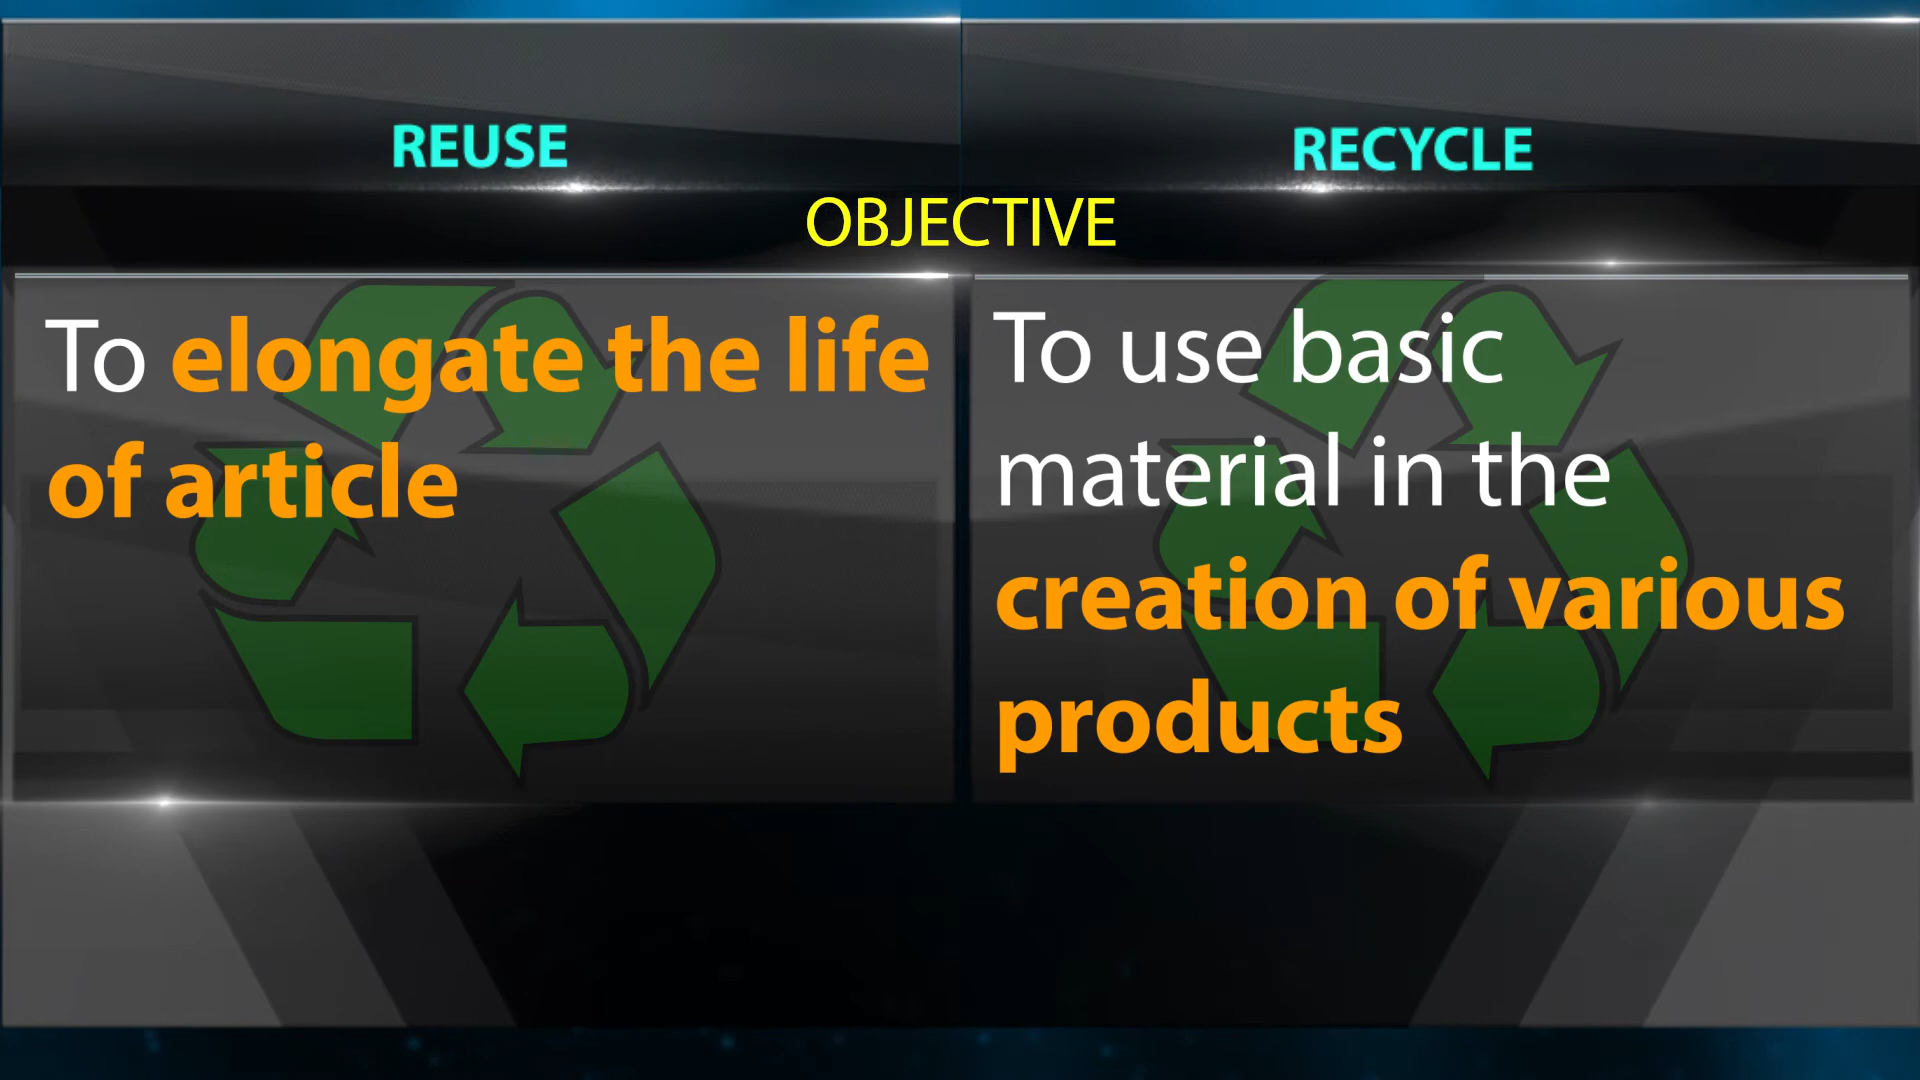 REUSE
RECYCLE
OBJECTIVE
To elongate the life
of article
To use basic
material in the
creation of various
products